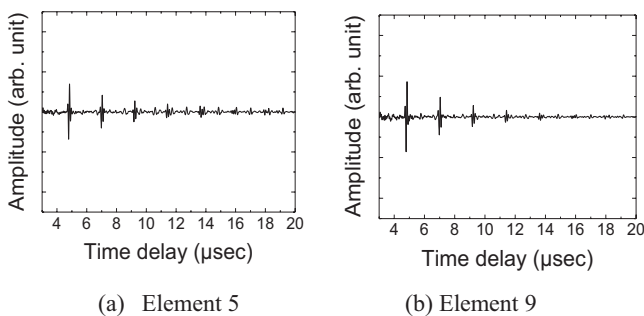 Amplitude (arb. unit)
4 6 8 10 12 14 16 18 20
Time delay (μsec)
(a) Element 5
Amplitude (arb. unit)
4 6 8 10 12 14 16 18 20
Time delay (μsec)
(b) Element 9